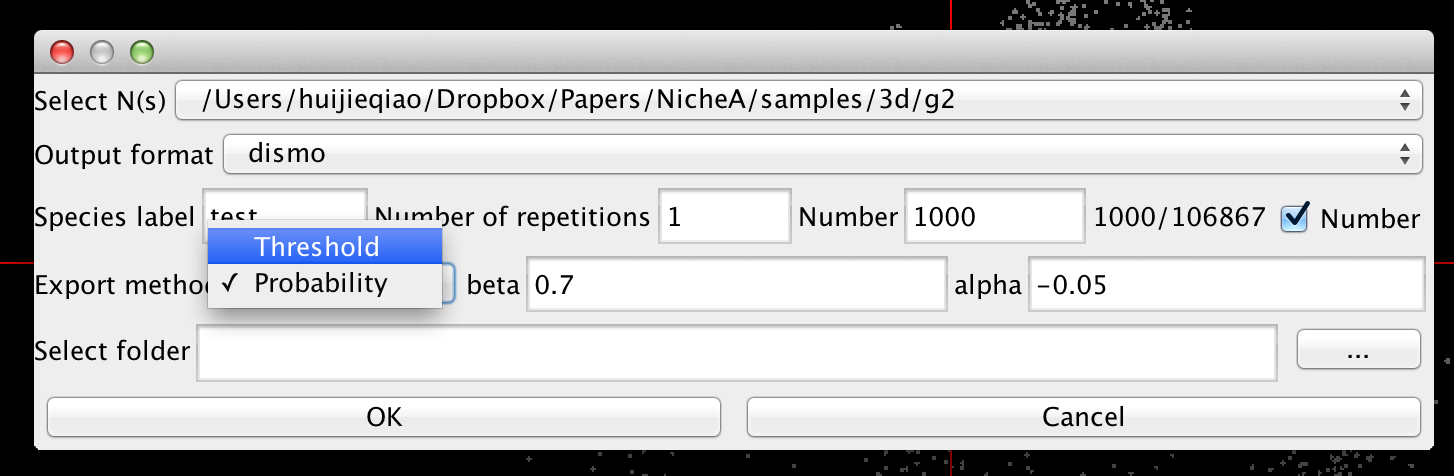 Select N(s) /Users/huijieqiao/Dropbox/Papers/NicheA/samples/3d/g2
Output format dismo
Species label test Number of repetitions 1 Number 1000 1000/106867 Number
Threshold
Export metho ✓ Probability beta 0.7 alpha -0.05
Select folder ...
OK Cancel